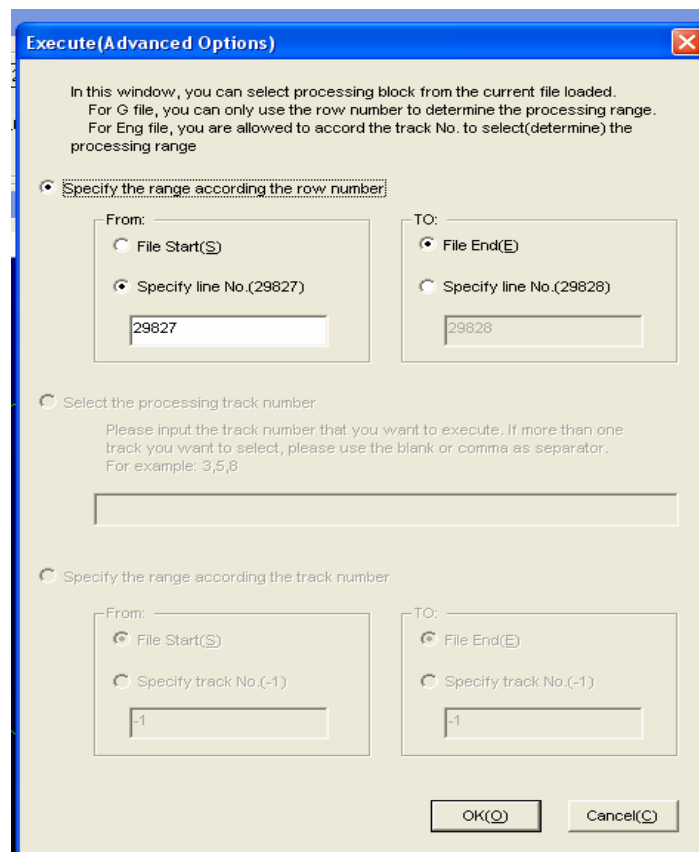 Execute(Advanced Options)
In this window, you can select processing block from the current file loaded.
For G file, you can only use the row number to determine the processing range.
For Eng file, you are allowed to accord the track No. to select(determine) the
processing range
Specify the range according the row number
From:
File Start(S)
Specify line No.(29827)
29827
TO:
File End(E)
Specify line No.(29828)
29828
Select the processing track number
Please input the track number that you want to execute. If more than one
track you want to select, please use the blank or comma as separator.
For example: 3,5,8
Specify the range according the track number
From:
File Start(S)
Specify track No.(-1)
-1
TO:
File End(E)
Specify track No.(-1)
-1
OK(O)
Cancel(C)